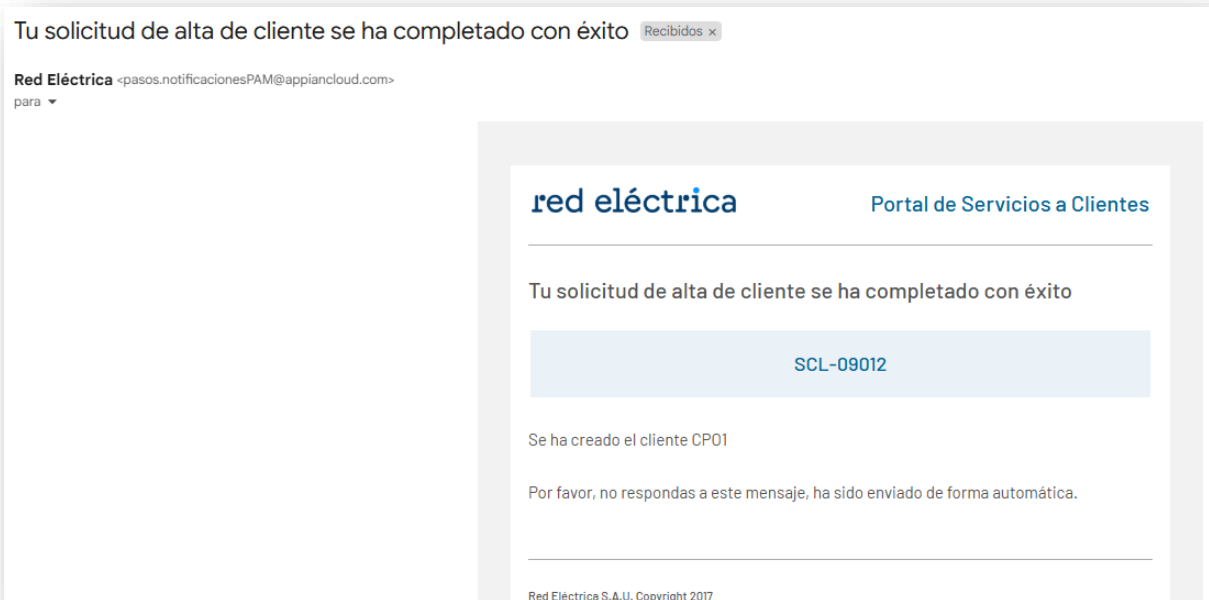 Tu solicitud de alta de cliente se ha completado con éxito Recibidos ×
Red Eléctrica <pasos.notificacionesPAM@appiancloud.com>
para
red eléctrica Portal de Servicios a Clientes
Tu solicitud de alta de cliente se ha completado con éxito
SCL-09012
Se ha creado el cliente CP01
Por favor, no respondas a este mensaje, ha sido enviado de forma automática.
Red Eléctrica S.A.U. Copyright 2017